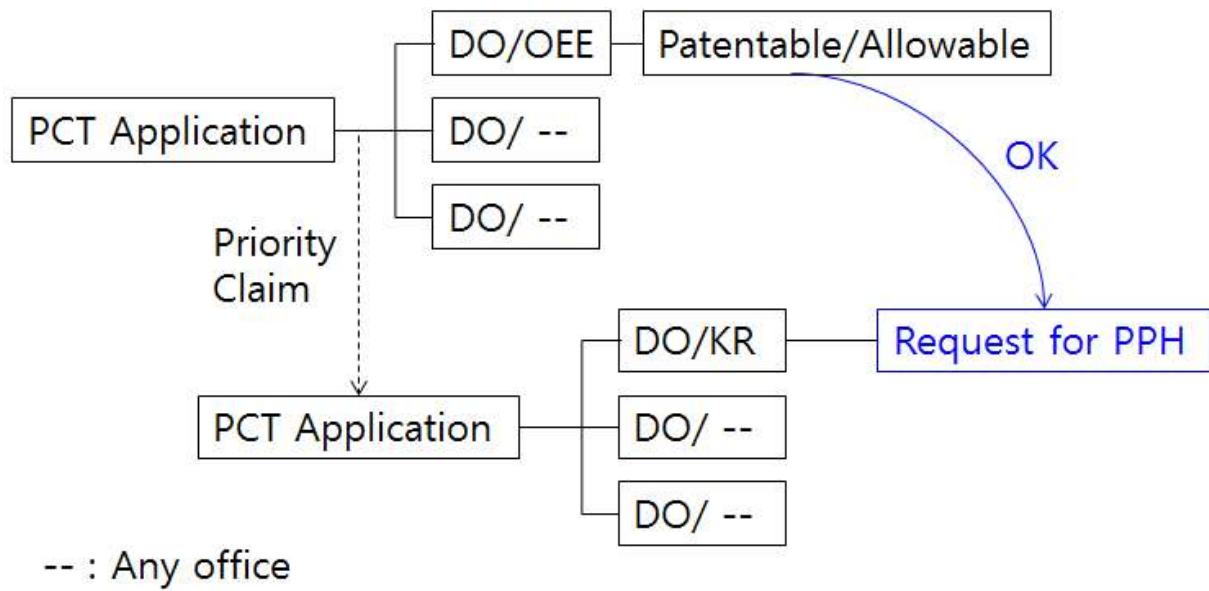 DO/OEE
Patentable/Allowable
PCT Application
DO/ --
OK
DO/ --
Priority
Claim
DO/KR
Request for PPH
PCT Application
DO/ --
DO/ --
-- : Any office